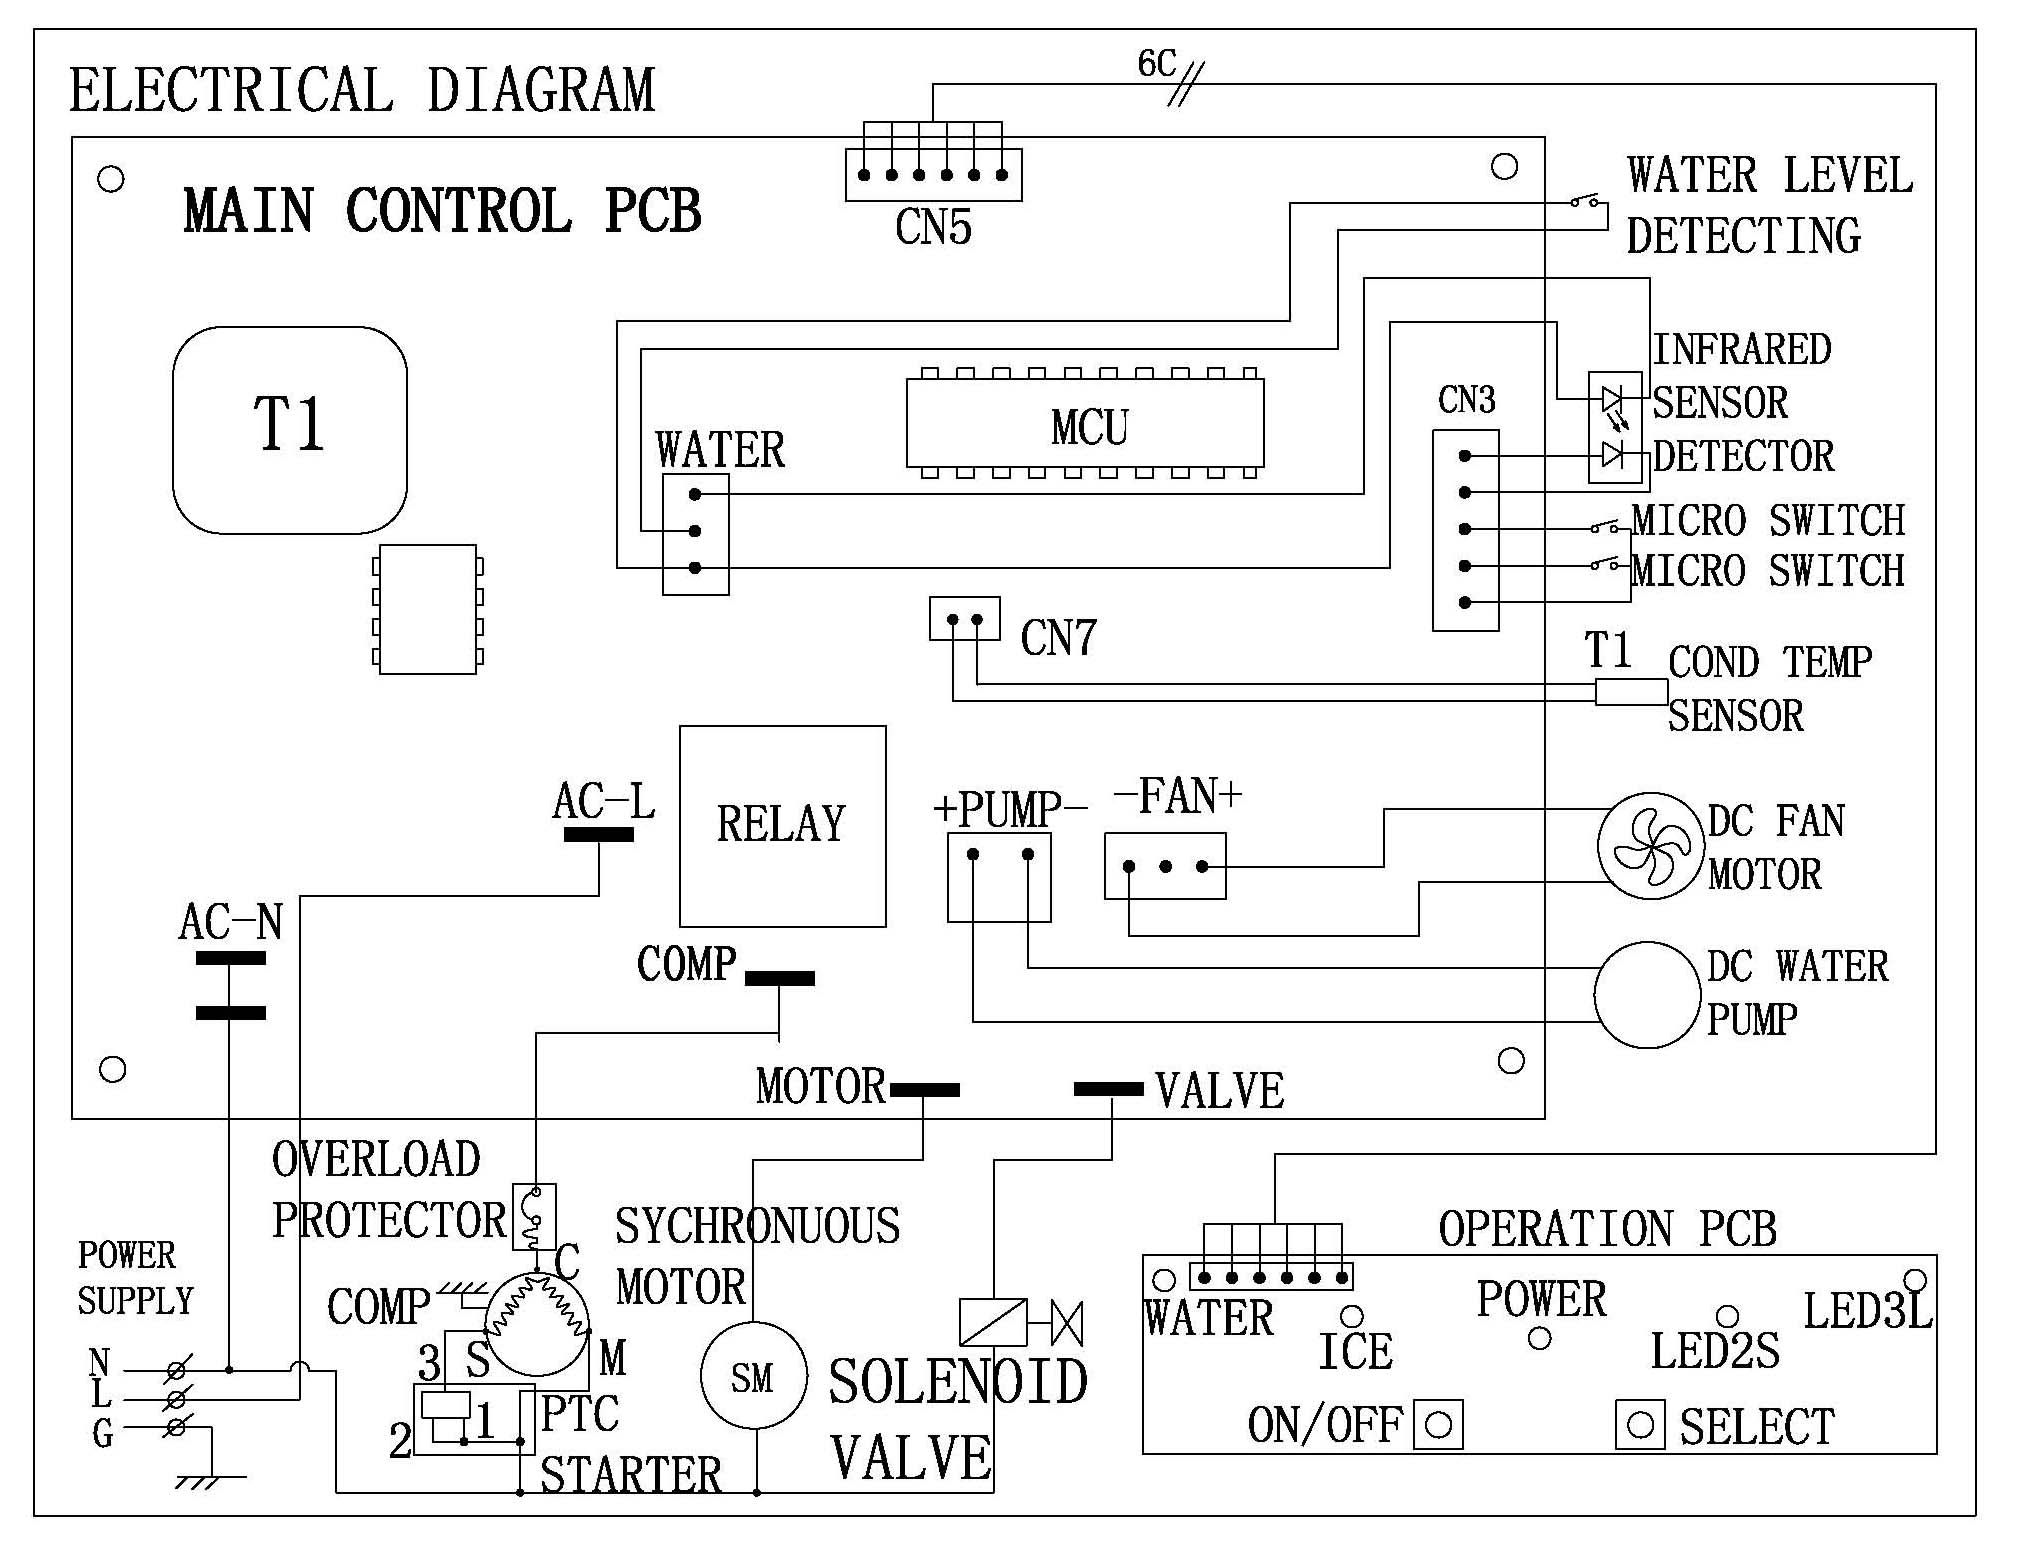 ELECTRICAL DIAGRAM
6C
MAIN CONTROL PCB
CN5
WATER LEVEL
DETECTING
T1
MCU
WATER
CN3
INFRARED
SENSOR
DETECTOR
MICRO SWITCH
MICRO SWITCH
CN7
T1
COND TEMP
SENSOR
AC-L
RELAY
+PUMP-
-FAN+
DC FAN
MOTOR
AC-N
COMP
DC WATER
PUMP
MOTOR
VALVE
OVERLOAD
PROTECTOR
SYCHRONUOUS
MOTOR
OPERATION PCB
POWER
SUPPLY
C
COMP
S
M
3
N
L
G
2
1
PTC
STARTER
SM
SOLENOID
VALVE
WATER
ICE
POWER
LED2S
LED3L
ON/OFF
SELECT